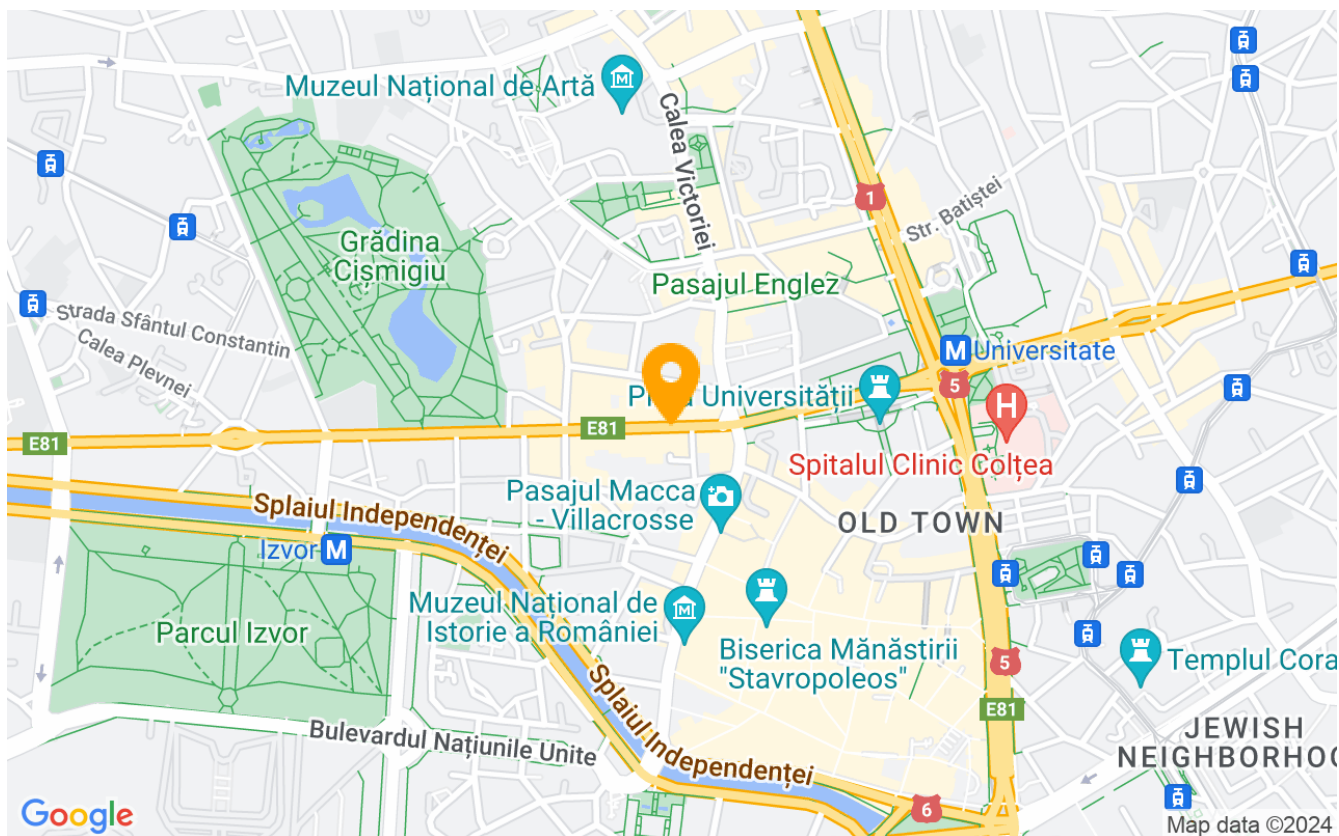 Muzeul Național de Artă
M
Calea Victoriei
1
Str. Batiștei
Grădina
Cișmigiu
Pasajul Englez
Strada Sfântul Constantin
Calea Plevnei
M Universitate
5
Universității
H
E81
E81
Spitalul Clinic Colțea
Pasajul Macca
- Villacrosse
OLD TOWN
Splaiul Independenței
Izvor M
Muzeul Național de
Istorie a României
M
Parcul Izvor
Biserica Mănăstirii
"Stavropoleos"
Templul Cora
5
Splaiul Independenței
E81
Bulevardul Națiunile Unite
JEWISH
NEIGHBORHOO
6
Google
Map data ©2024